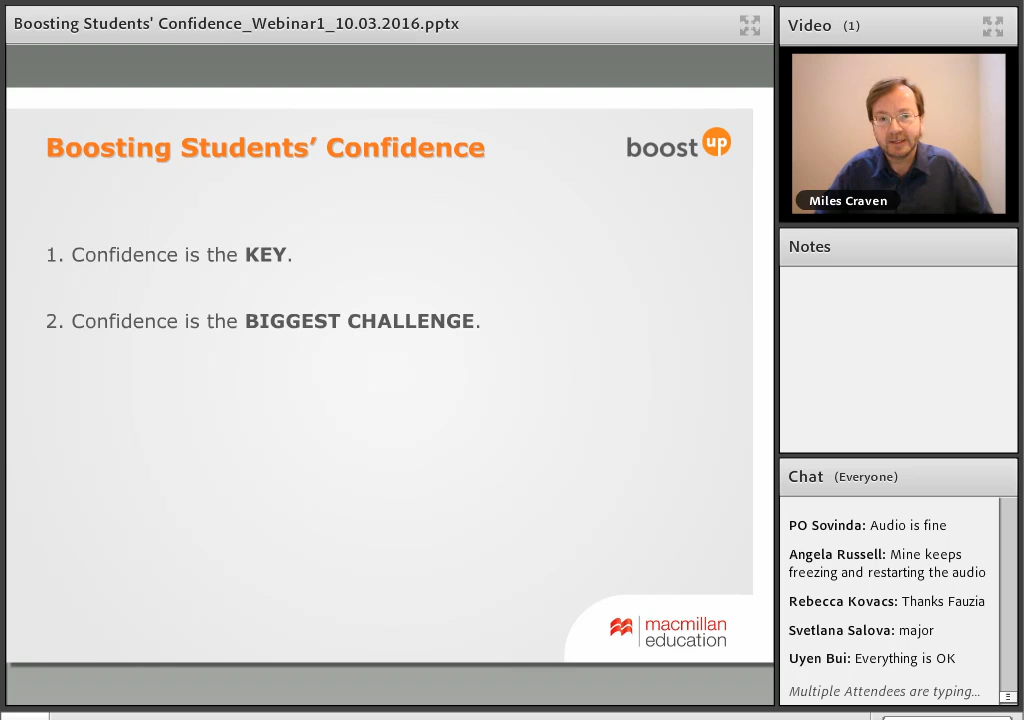 Boosting Students' Confidence_Webinar1_10.03.2016.pptx
Boosting Students’ Confidence
boost up
1. Confidence is the KEY.
2. Confidence is the BIGGEST CHALLENGE.
macmillan
education
Video (1)
Miles Craven
Notes
Chat (Everyone)
PO Sovinda: Audio is fine
Angela Russell: Mine keeps
freezing and restarting the audio
Rebecca Kovacs: Thanks Fauzia
Svetlana Salova: major
Uyen Bui: Everything is OK
Multiple Attendees are typing...